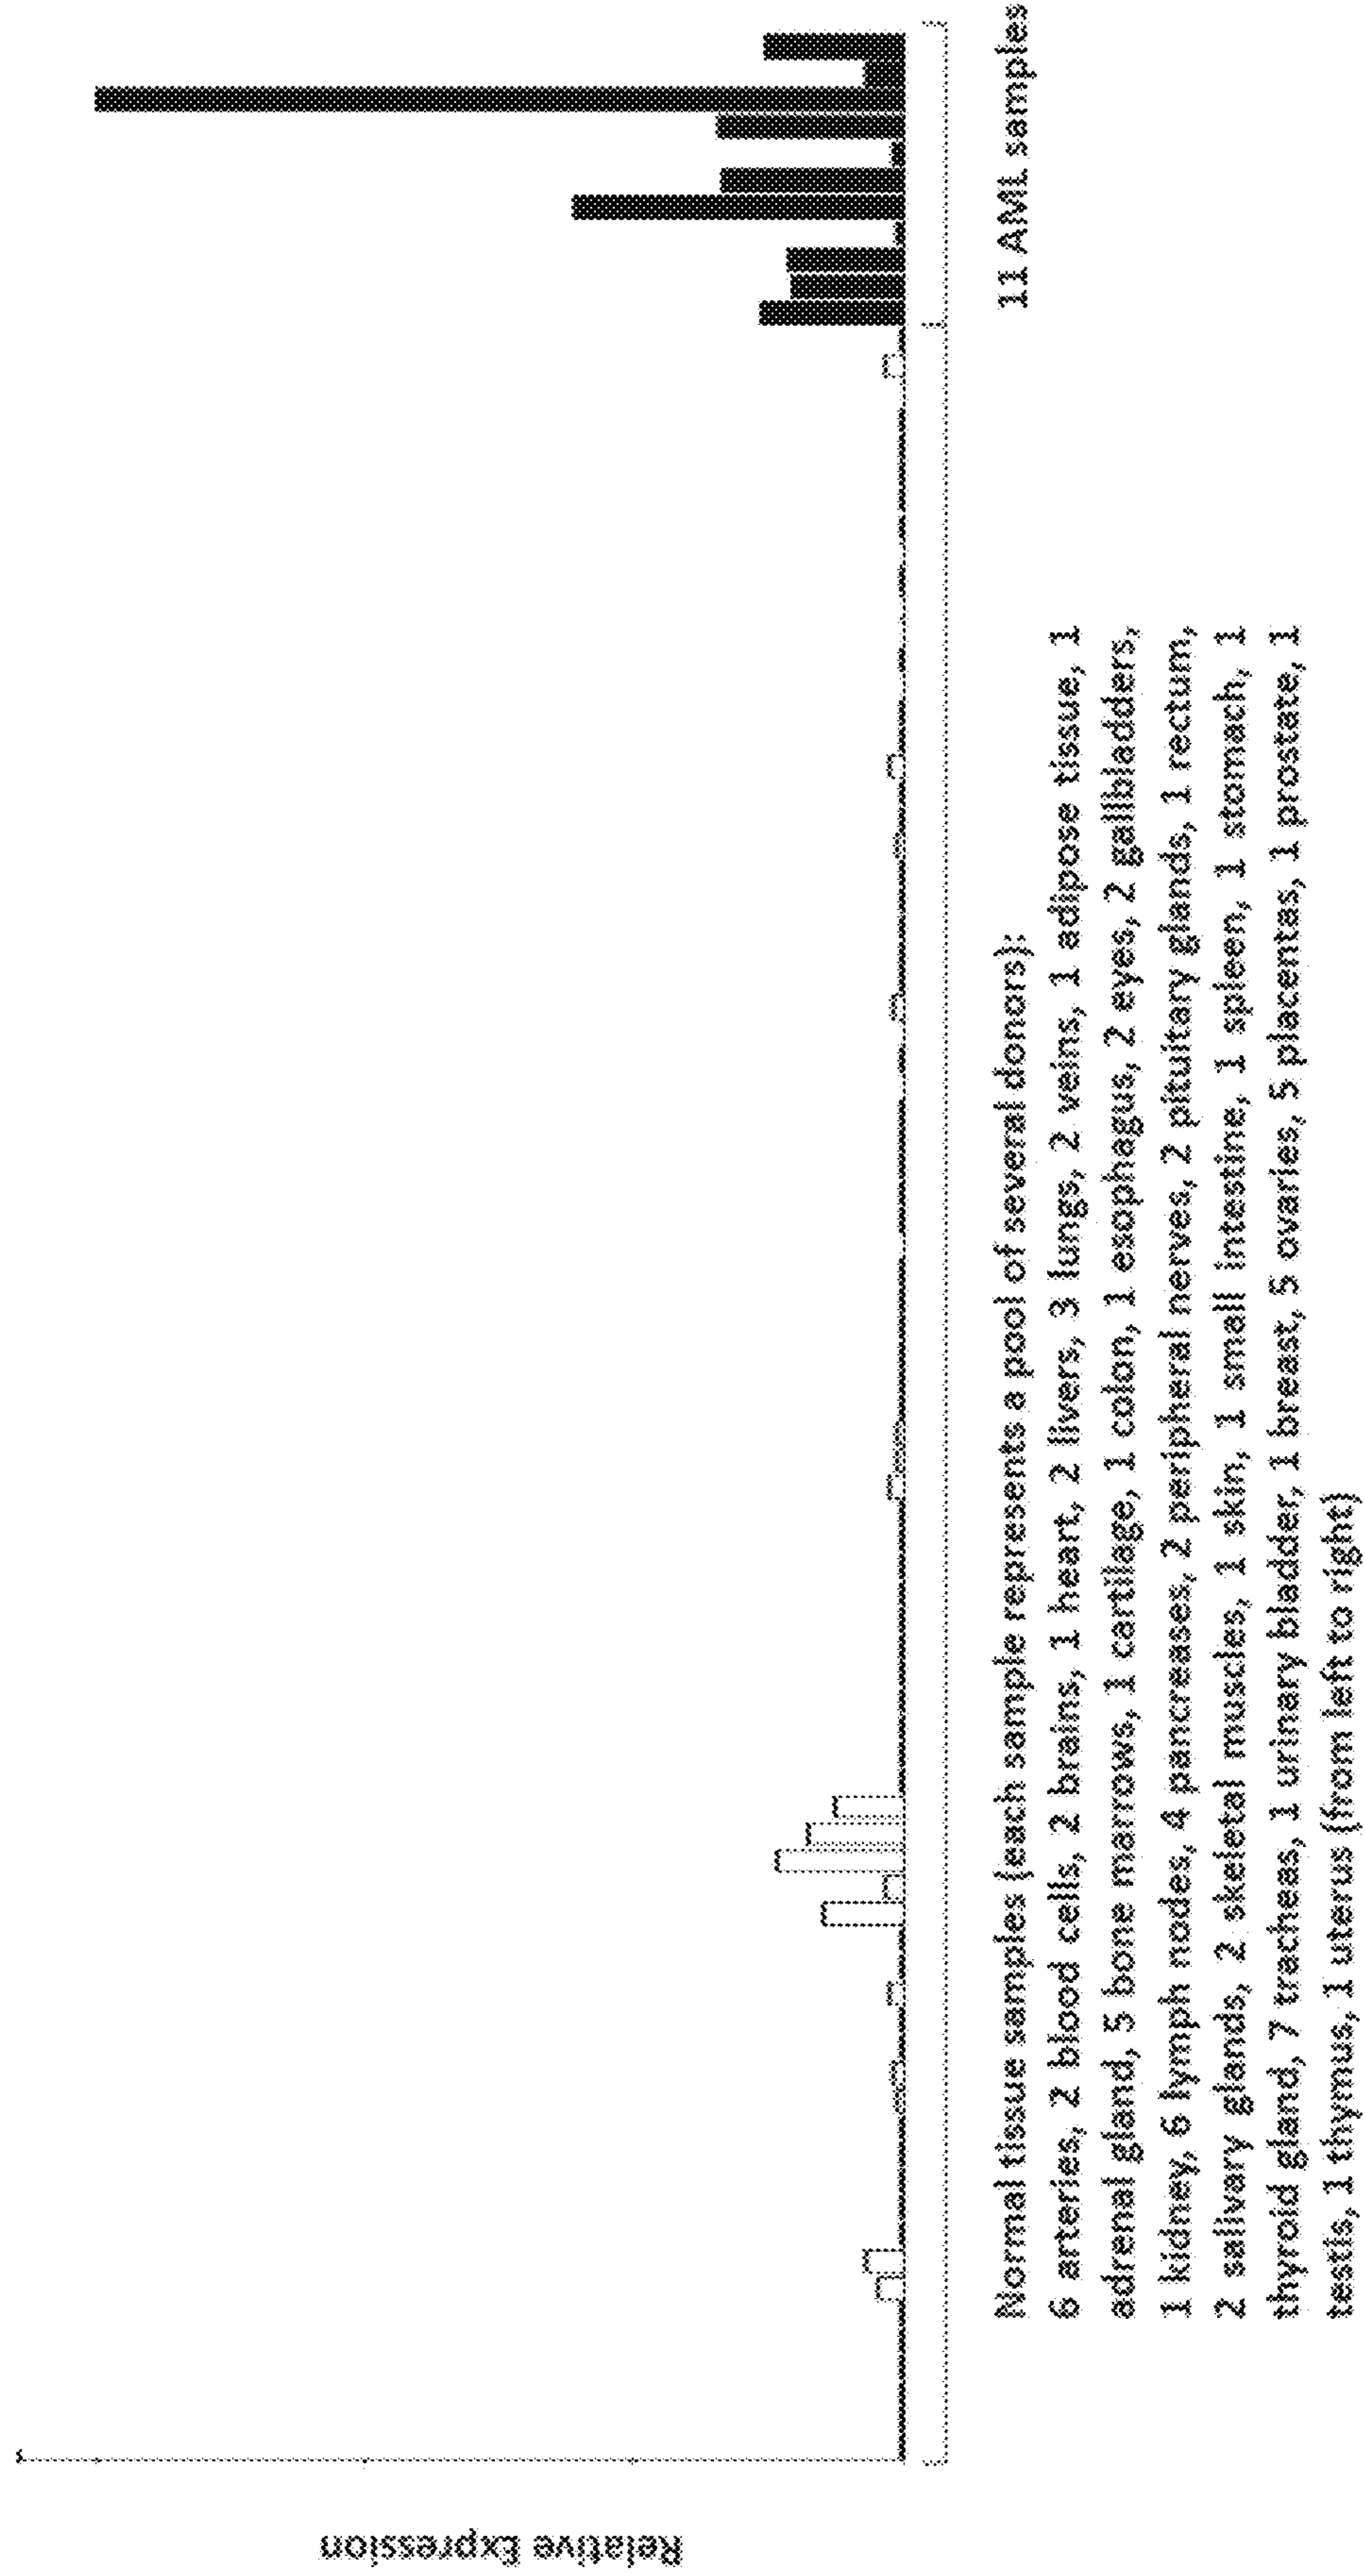 Relative Expression
11 AML samples
Normal tissue samples (each sample represents a pool of several donors):
6 arteries, 2 blood cells, 2 brains, 1 heart, 2 livers, 3 lungs, 2 veins, 1 adipose tissue, 1
adrenal gland, 5 bone marrows, 1 cartilage, 1 colon, 1 esophagus, 2 eyes, 2 gallbladders,
1 kidney, 6 lymph nodes, 4 pancreases, 2 peripheral nerves, 2 pituitary glands, 1 rectum,
2 salivary glands, 2 skeletal muscles, 1 skin, 1 small intestine, 1 spleen, 1 stomach, 1
thyroid gland, 7 tracheas, 1 urinary bladder, 1 breast, 5 ovaries, 5 placentas, 1 prostate, 1
testis, 1 thymus, 1 uterus (from left to right)